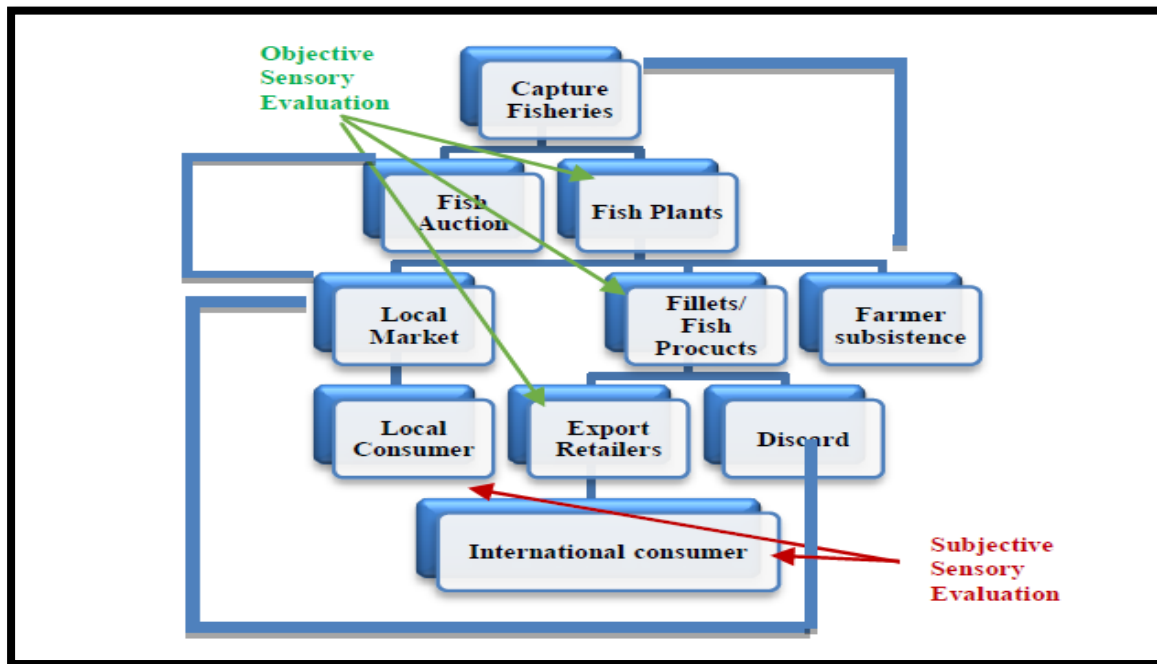 Objective
Sensory
Evaluation
Capture
Fisheries
Fish
Auction
Fish Plants
Local
Market
Fillets/
Fish
Procucts
Farmer
subsistence
Local
Consumer
Export
Retailers
Discard
International consumer
Subjective
Sensory
Evaluation